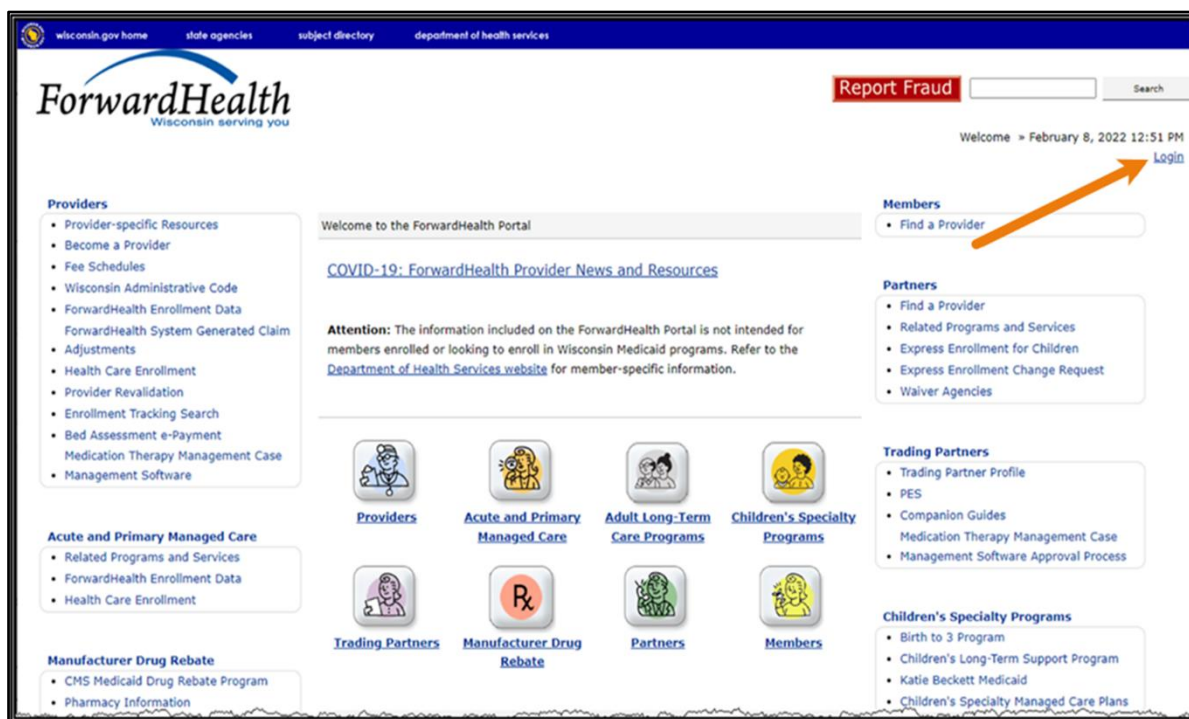 wisconsin.gov home state agencies subject directory department of health services
ForwardHealth
Wisconsin serving you
Report Fraud
Search
Welcome » February 8, 2022 12:51 PM
Login
Providers
• Provider-specific Resources
• Become a Provider
• Fee Schedules
• Wisconsin Administrative Code
• ForwardHealth Enrollment Data
ForwardHealth System Generated Claim
• Adjustments
• Health Care Enrollment
• Provider Revalidation
• Enrollment Tracking Search
• Bed Assessment e-Payment
Medication Therapy Management Case
• Management Software
Acute and Primary Managed Care
• Related Programs and Services
• ForwardHealth Enrollment Data
• Health Care Enrollment
Manufacturer Drug Rebate
• CMS Medicaid Drug Rebate Program
• Pharmacy Information
Welcome to the ForwardHealth Portal
COVID-19: ForwardHealth Provider News and Resources
Attention: The information included on the ForwardHealth Portal is not intended for
members enrolled or looking to enroll in Wisconsin Medicaid programs. Refer to the
Department of Health Services website for member-specific information.
Providers
Acute and Primary
Managed Care
Adult Long-Term
Care Programs
Children's Specialty
Programs
Trading Partners
Rx
Manufacturer Drug
Rebate
Partners
Members
Members
• Find a Provider
Partners
• Find a Provider
• Related Programs and Services
• Express Enrollment for Children
• Express Enrollment Change Request
• Waiver Agencies
Trading Partners
• Trading Partner Profile
• PES
• Companion Guides
Medication Therapy Management Case
• Management Software Approval Process
Children's Specialty Programs
• Birth to 3 Program
• Children's Long-Term Support Program
• Katie Beckett Medicaid
• Children's Specialty Managed Care Plans